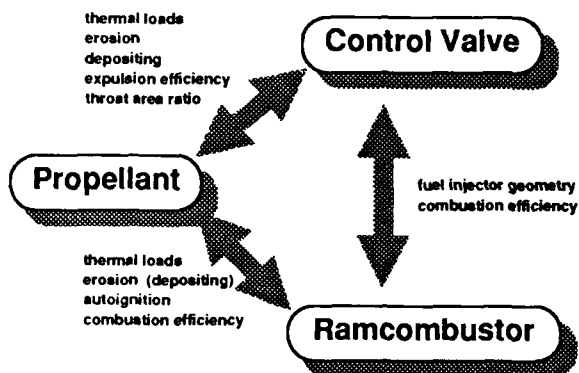 thermal loads
erosion
depositing
expulsion efficiency
throat area ratio
Control Valve
Propellant
fuel injector geometry
combustion efficiency
thermal loads
erosion (depositing)
autoignition
combustion efficiency
Ramcombustor